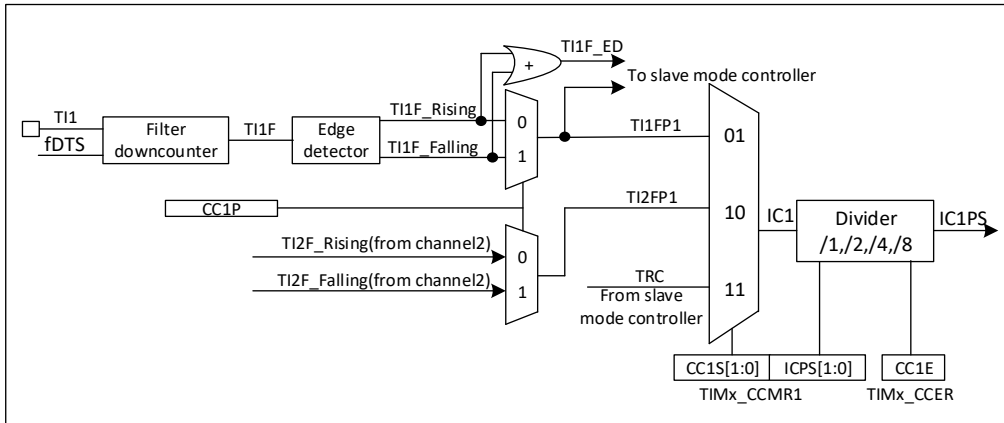 TI1F_ED
+
To slave mode controller
TI1
fDTS
Filter
downcounter
TI1F
Edge
detector
TI1F_Rising
TI1F_Falling
0
1
TI1FP1
01
CC1P
TI2FP1
10
TI2F_Rising(from channel2)
TI2F_Falling(from channel2)
0
1
TRC
From slave
mode controller
11
IC1
Divider
/1,/2,/4,/8
IC1PS
CC1S[1:0]
ICPS[1:0]
CC1E
TIMx_CCMR1
TIMx_CCER